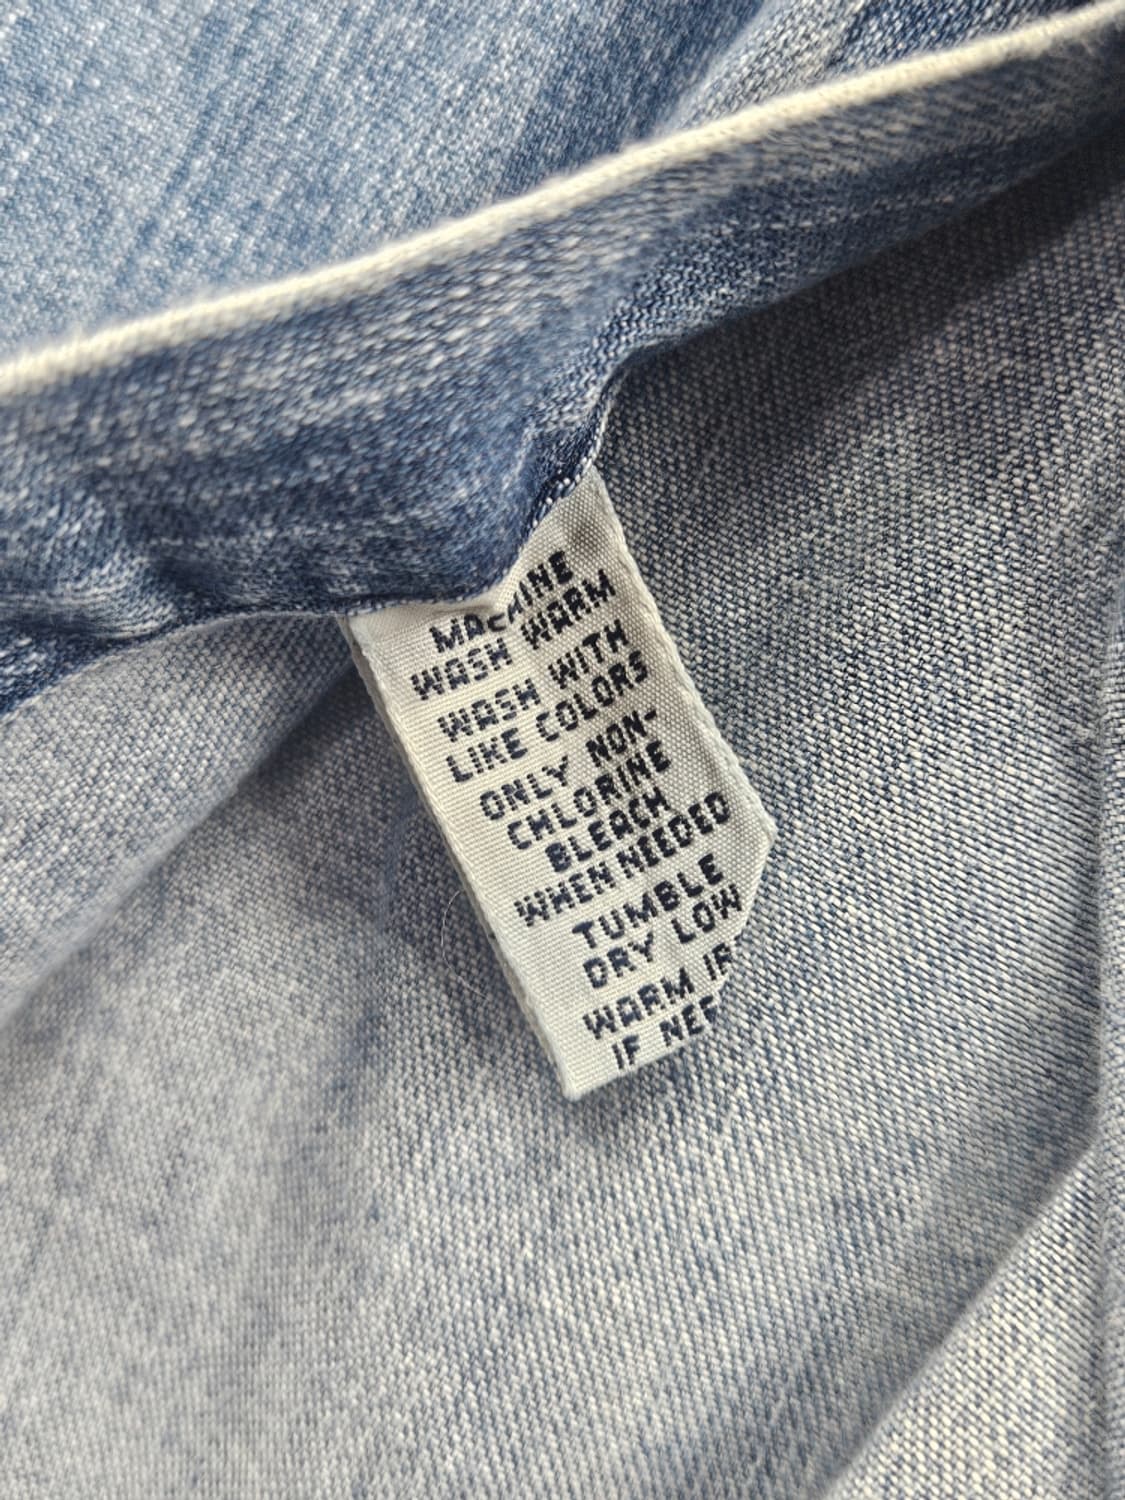 MACHINE
WASH WARM
WASH WITH
LIKE COLORS
ONLY NON-
CHLORINE
BLEACH
WHEN NEEDED
TUMBLE
DRY LOW
WARM
IF